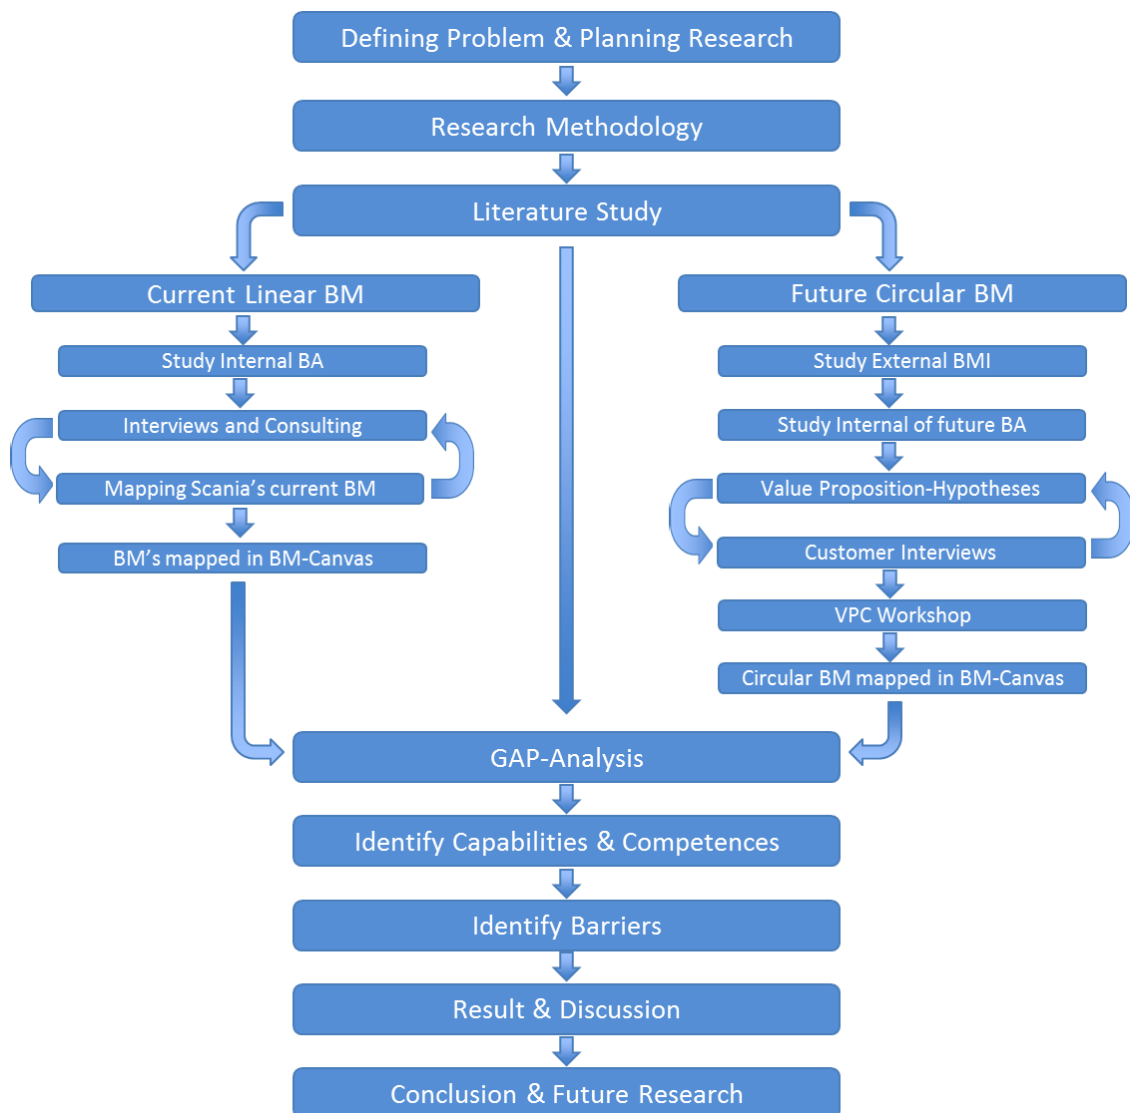 Defining Problem & Planning Research
Research Methodology
Literature Study
Current Linear BM
Study Internal BA
Interviews and Consulting
Mapping Scania's current BM
BM's mapped in BM-Canvas
Future Circular BM
Study External BMI
Study Internal of future BA
Value Proposition-Hypotheses
Customer Interviews
VPC Workshop
Circular BM mapped in BM-Canvas
GAP-Analysis
Identify Capabilities & Competences
Identify Barriers
Result & Discussion
Conclusion & Future Research